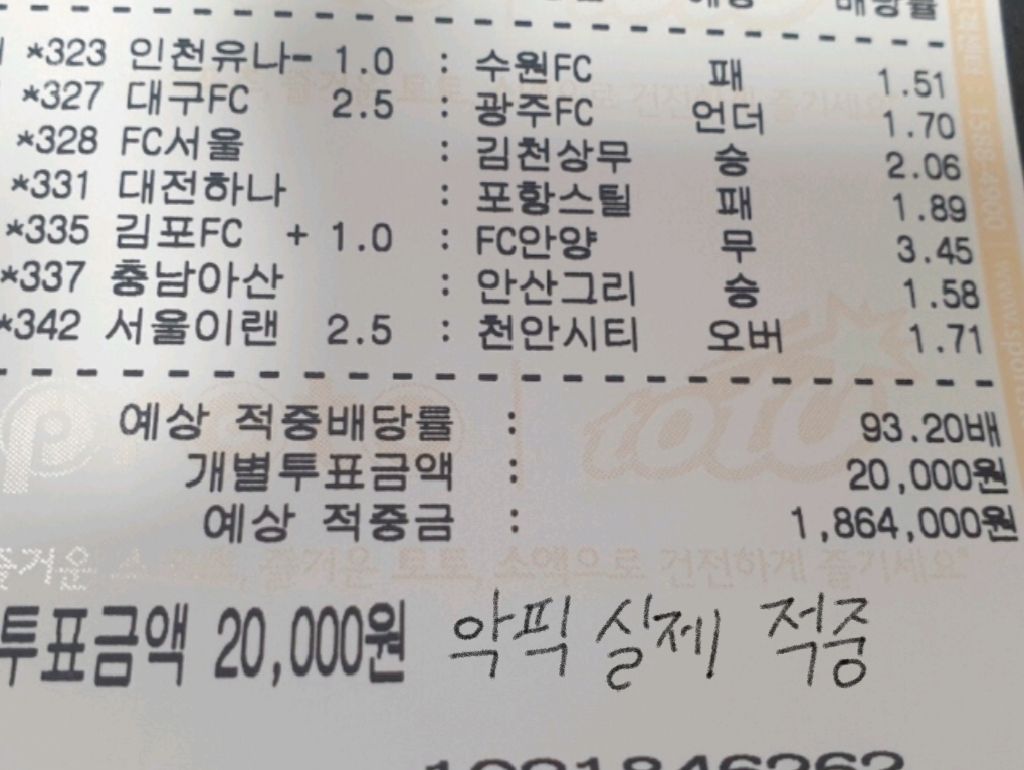 배당률
*323 인천유나- 1.0 : 수원FC 패 1.51
*327 대구FC 2.5 : 광주FC 언더 1.70
*328 FC서울 : 김천상무 승 2.06
*331 대전하나 : 포항스틸 패 1.89
*335 김포FC + 1.0 : FC안양 무 3.45
*337 충남아산 : 안산그리 승 1.58
*342 서울이랜 2.5 : 천안시티 오버 1.71
예상 적중배당률 : 93.20배
개별투표금액 : 20,000원
예상 적중금 : 1,864,000원
즐거운 토토, 소액으로 건전하게 즐기세요
투표금액 20,000원 악픽 실제 적중